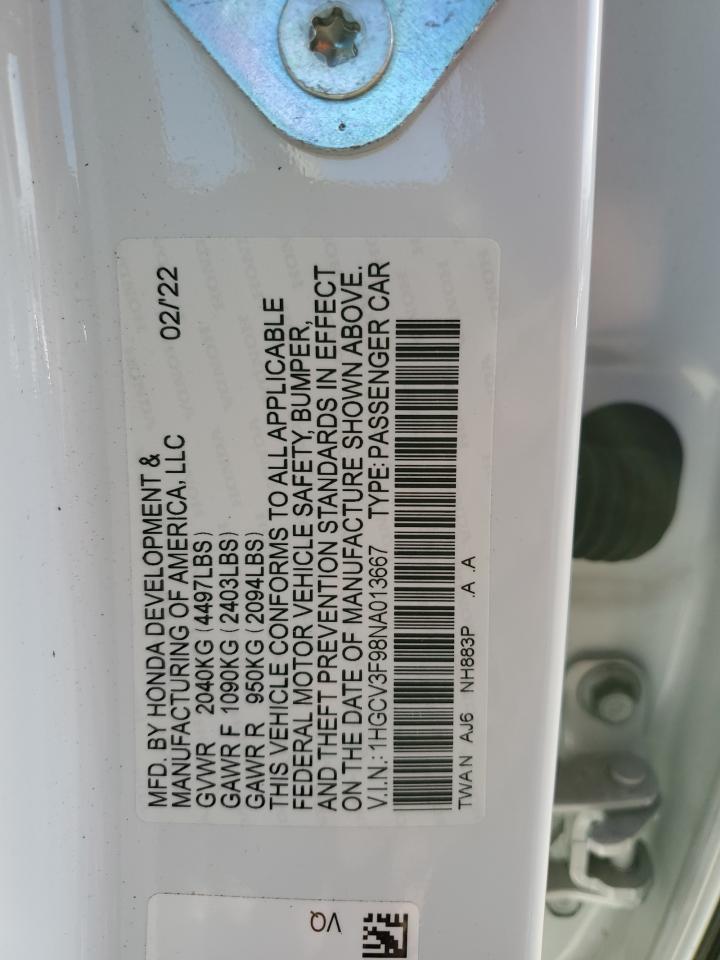 MFD. BY HONDA DEVELOPMENT &
MANUFACTURING OF AMERICA, LLC 02/'22
GVWR 2040KG (4497LBS)
GAWR F 1090KG (2403LBS)
GAWR R 950KG (2094LBS)
THIS VEHICLE CONFORMS TO ALL APPLICABLE
FEDERAL MOTOR VEHICLE SAFETY, BUMPER,
AND THEFT PREVENTION STANDARDS IN EFFECT
ON THE DATE OF MANUFACTURE SHOWN ABOVE.
V.I.N.: 1HGCV3F98NA013667 TYPE: PASSENGER CAR
TWAN AJ6 NH883P .A .A
VQ